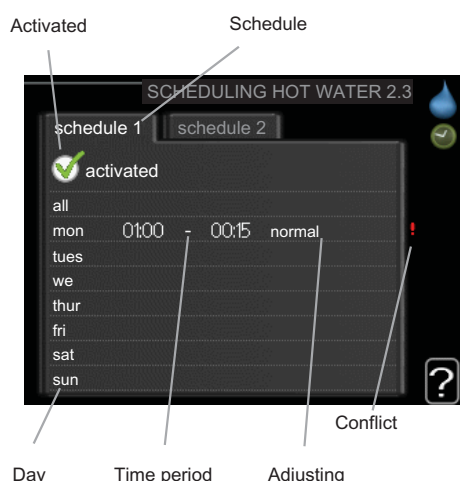 Activated
Schedule
SCHEDULING HOT WATER 2.3
schedule 1
schedule 2
activated
all
mon 01:00 - 00:15 normal !
tues
we
thur
fri
sat
sun
?
Conflict
Day
Time period
Adjusting